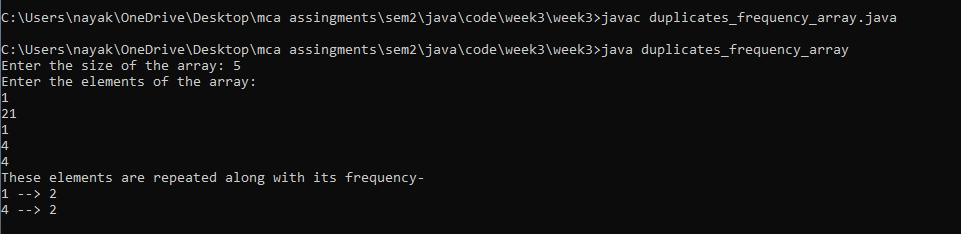 C:\Users\nayak\OneDrive\Desktop\mca assingments\sem2\java\code\week3\week3>javac duplicates_frequency_array.java
C:\Users\nayak\OneDrive\Desktop\mca assingments\sem2\java\code\week3\week3>java duplicates_frequency_array
Enter the size of the array: 5
Enter the elements of the array:
1
21
1
4
4
These elements are repeated along with its frequency-
1 --> 2
4 --> 2